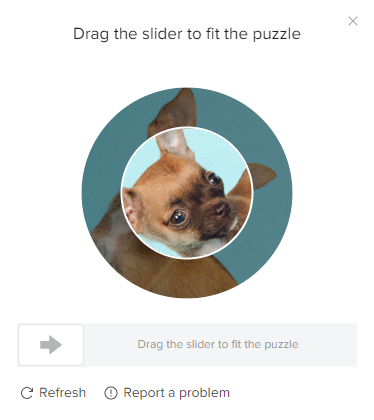 Drag the slider to fit the puzzle
Drag the slider to fit the puzzle
Refresh
Report a problem